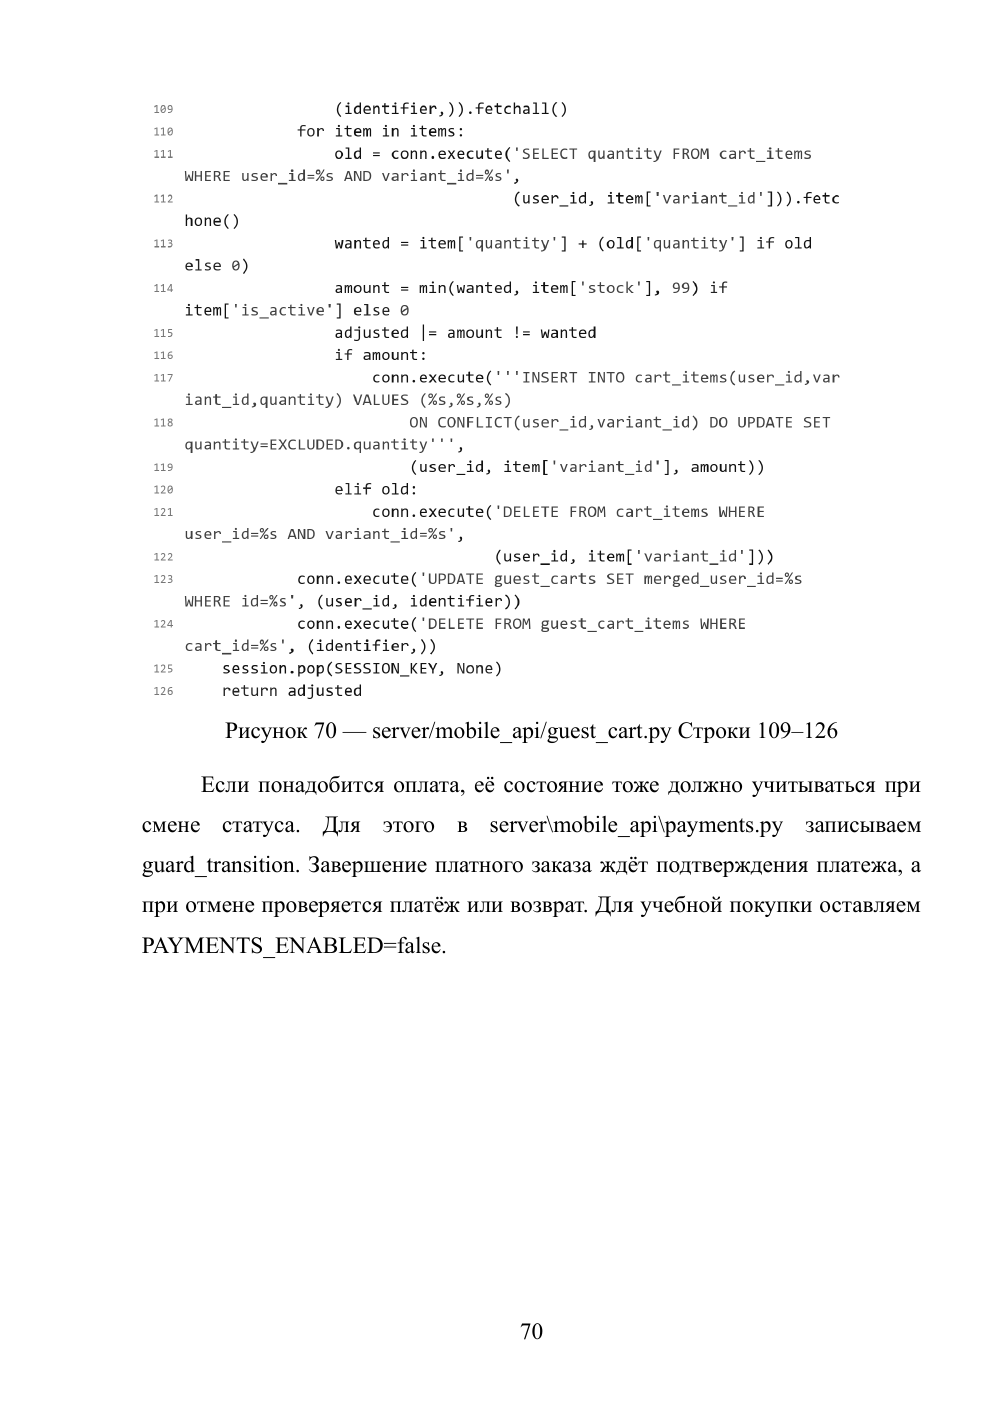 109                 (identifier,)).fetchall()
110             for item in items:
111                 old = conn.execute('SELECT quantity FROM cart_items
WHERE user_id=%s AND variant_id=%s',
112                                    (user_id, item['variant_id'])).fetc
hone()
113                 wanted = item['quantity'] + (old['quantity'] if old
else 0)
114                 amount = min(wanted, item['stock'], 99) if
item['is_active'] else 0
115                 adjusted |= amount != wanted
116                 if amount:
117                     conn.execute('''INSERT INTO cart_items(user_id,var
iant_id,quantity) VALUES (%s,%s,%s)
118                         ON CONFLICT(user_id,variant_id) DO UPDATE SET
quantity=EXCLUDED.quantity''',
119                         (user_id, item['variant_id'], amount))
120                 elif old:
121                     conn.execute('DELETE FROM cart_items WHERE
user_id=%s AND variant_id=%s',
122                                  (user_id, item['variant_id']))
123             conn.execute('UPDATE guest_carts SET merged_user_id=%s
WHERE id=%s', (user_id, identifier))
124             conn.execute('DELETE FROM guest_cart_items WHERE
cart_id=%s', (identifier,))
125     session.pop(SESSION_KEY, None)
126     return adjusted
Рисунок 70 — server/mobile_api/guest_cart.py Строки 109–126
Если понадобится оплата, её состояние тоже должно учитываться при
смене статуса. Для этого в server\mobile_api\payments.py записываем
guard_transition. Завершение платного заказа ждёт подтверждения платежа, а
при отмене проверяется платёж или возврат. Для учебной покупки оставляем
PAYMENTS_ENABLED=false.
70